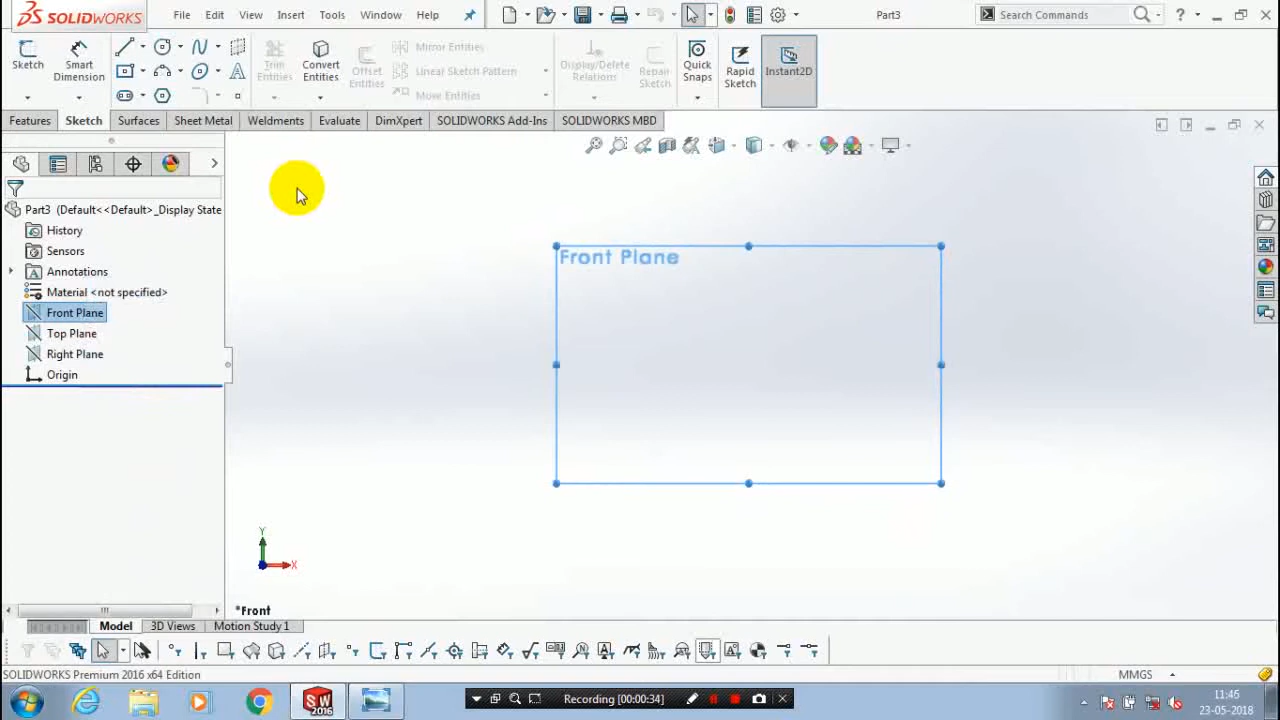 SOLIDWORKS
File
Edit
View
Insert
Tools
Window
Help
Part3
Search Commands
?
Sketch
Smart
Dimension
Trim
Entities
Convert
Entities
Offset
Entities
Mirror Entities
Linear Sketch Pattern
Move Entities
Display/Delete
Relations
Repair
Sketch
Quick
Snaps
Rapid
Sketch
Instant2D
Features
Sketch
Surfaces
Sheet Metal
Weldments
Evaluate
DimXpert
SOLIDWORKS Add-Ins
SOLIDWORKS MBD
Part3 (Default<<Default>_Display State
History
Sensors
Annotations
Material <not specified>
Front Plane
Top Plane
Right Plane
Origin
Front Plane
Y
X
*Front
Model
3D Views
Motion Study 1
SOLIDWORKS Premium 2016 x64 Edition
MMGS
SW
2016
Recording [00:00:34]
11:45
23-05-2018